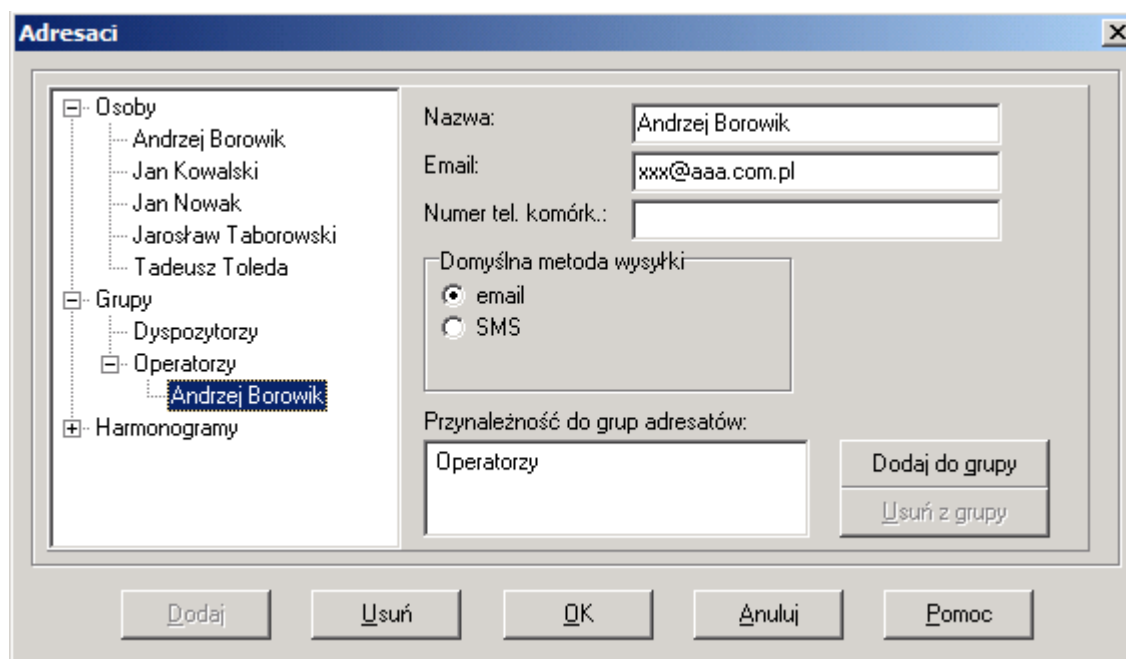 Adresaci
Osoby
Andrzej Borowik
Jan Kowalski
Jan Nowak
Jarosław Taborowski
Tadeusz Toleda
Grupy
Dyspozytorzy
Operatorzy
Andrzej Borowik
Harmonogramy
Nazwa: Andrzej Borowik
Email: xxx@aaa.com.pl
Numer tel. komórk.:
Domyślna metoda wysyłki
email
SMS
Przynależność do grup adresatów:
Operatorzy
Dodaj do grupy
Usuń z grupy
Dodaj Usuń OK Anuluj Pomoc